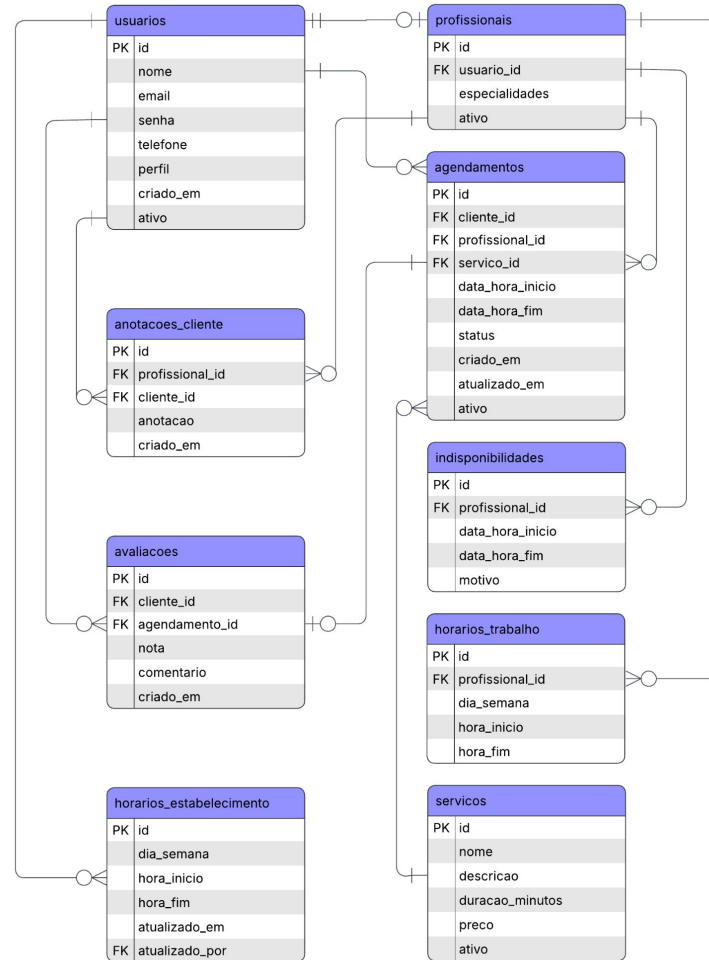 usuarios
PK id
nome
email
senha
telefone
perfil
criado_em
ativo
profissionais
PK id
FK usuario_id
especialidades
ativo
agendamentos
PK id
FK cliente_id
FK profissional_id
FK servico_id
data_hora_inicio
data_hora_fim
status
criado_em
atualizado_em
ativo
anotacoes_cliente
PK id
FK profissional_id
FK cliente_id
anotacao
criado_em
indisponibilidades
PK id
FK profissional_id
data_hora_inicio
data_hora_fim
motivo
avaliacoes
PK id
FK cliente_id
FK agendamento_id
nota
comentario
criado_em
horarios_trabalho
PK id
FK profissional_id
dia_semana
hora_inicio
hora_fim
horarios_estabelecimento
PK id
dia_semana
hora_inicio
hora_fim
atualizado_em
FK atualizado_por
servicos
PK id
nome
descricao
duracao_minutos
preco
ativo